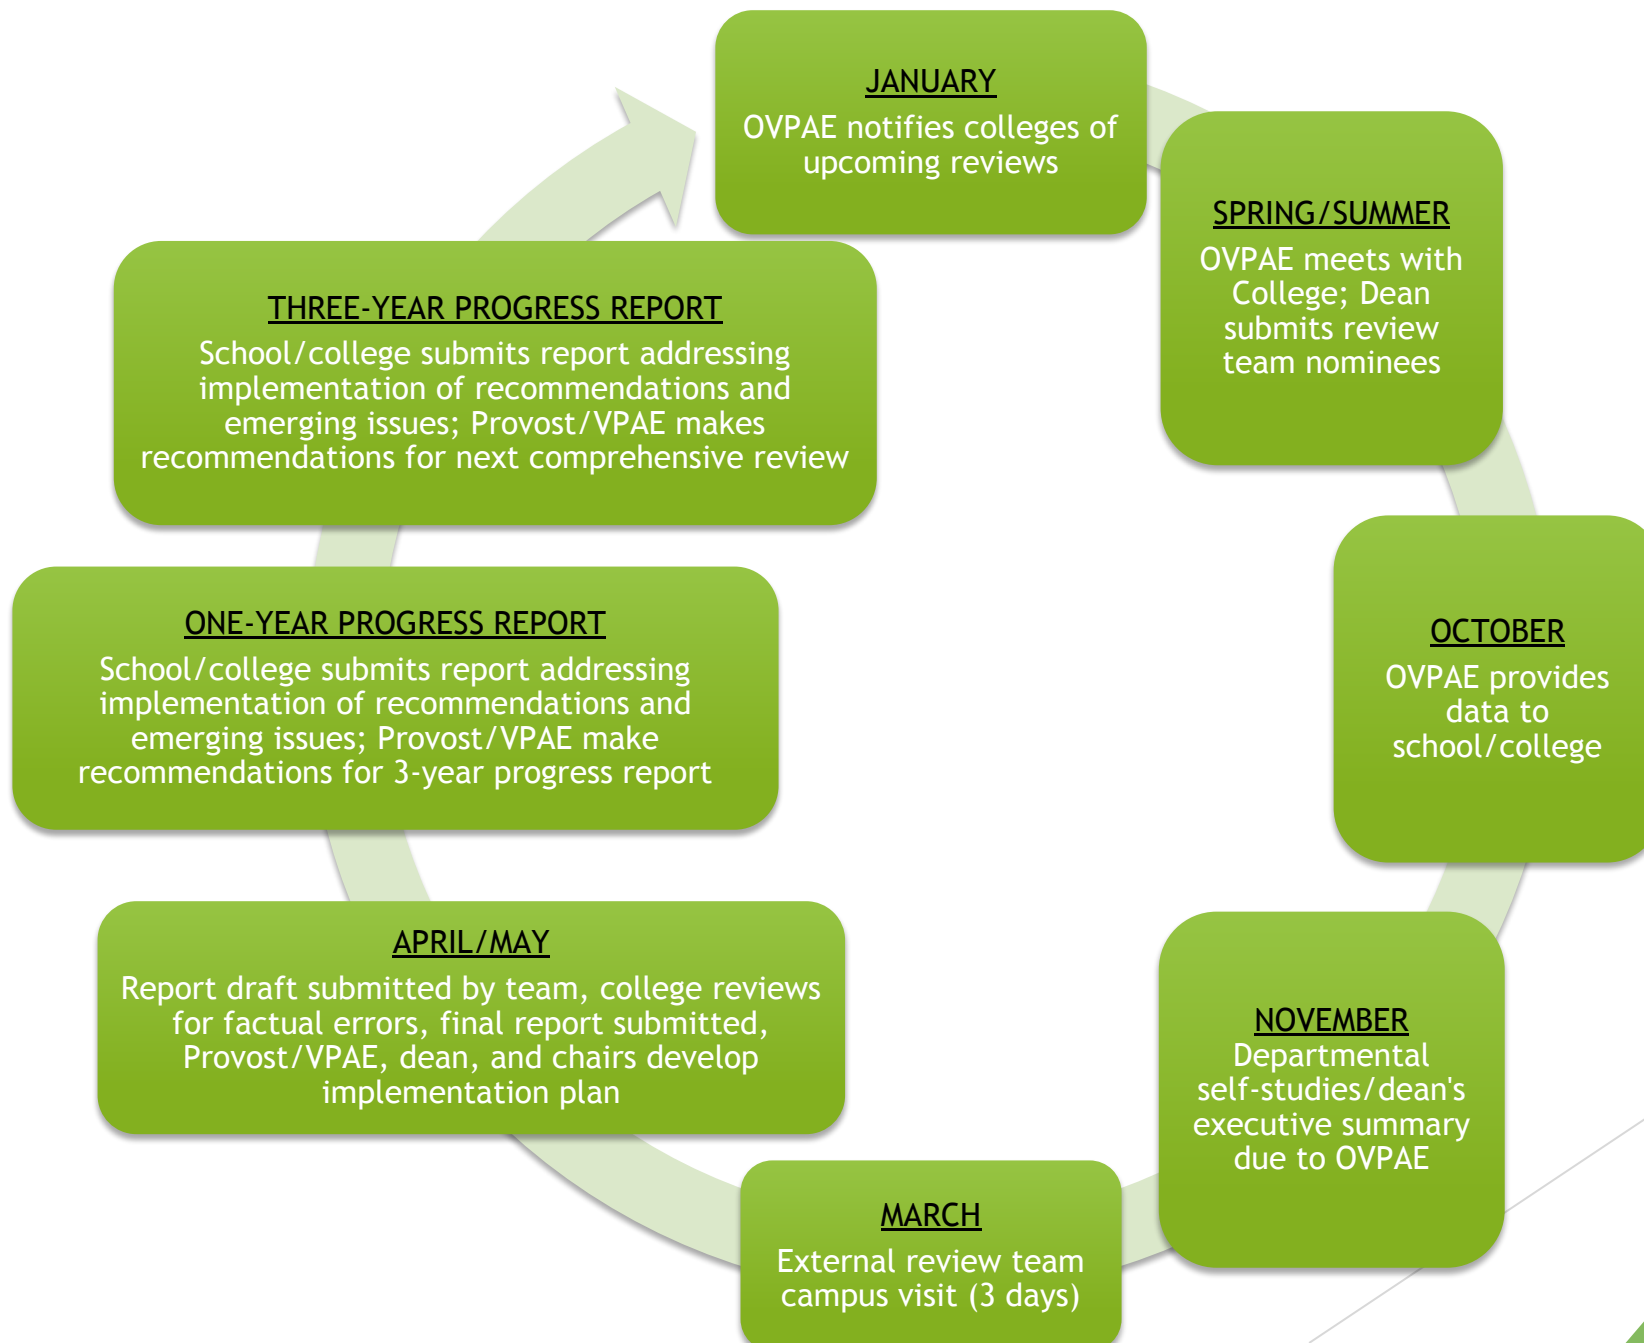 JANUARY
OVPAE notifies colleges of
upcoming reviews
SPRING/SUMMER
OVPAE meets with
College; Dean
submits review
team nominees
OCTOBER
OVPAE provides
data to
school/college
NOVEMBER
Departmental
self-studies/dean's
executive summary
due to OVPAE
MARCH
External review team
campus visit (3 days)
APRIL/MAY
Report draft submitted by team, college reviews
for factual errors, final report submitted,
Provost/VPAE, dean, and chairs develop
implementation plan
ONE-YEAR PROGRESS REPORT
School/college submits report addressing
implementation of recommendations and
emerging issues; Provost/VPAE make
recommendations for 3-year progress report
THREE-YEAR PROGRESS REPORT
School/college submits report addressing
implementation of recommendations and
emerging issues; Provost/VPAE makes
recommendations for next comprehensive review